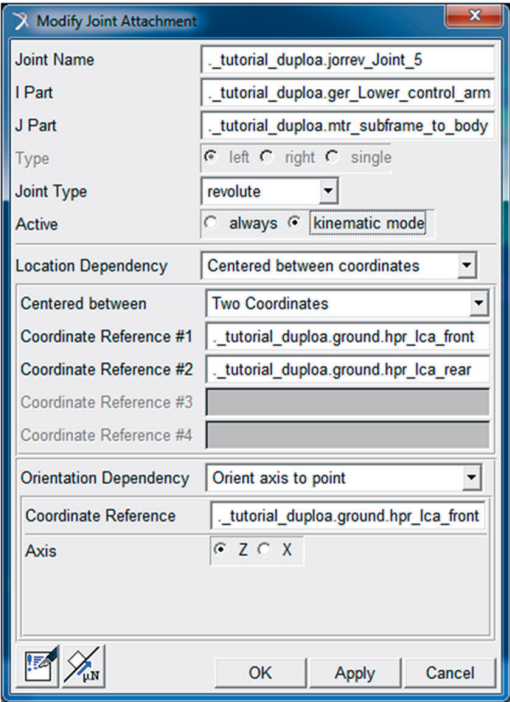 Modify Joint Attachment
Joint Name ._tutorial_duploa.jorrev_Joint_5
I Part ._tutorial_duploa.ger_Lower_control_arm
J Part ._tutorial_duploa.mtr_subframe_to_body
Type left right single
Joint Type revolute
Active always kinematic mode
Location Dependency Centered between coordinates
Centered between Two Coordinates
Coordinate Reference #1 ._tutorial_duploa.ground.hpr_lca_front
Coordinate Reference #2 ._tutorial_duploa.ground.hpr_lca_rear
Coordinate Reference #3
Coordinate Reference #4
Orientation Dependency Orient axis to point
Coordinate Reference ._tutorial_duploa.ground.hpr_lca_front
Axis Z X
μN OK Apply Cancel